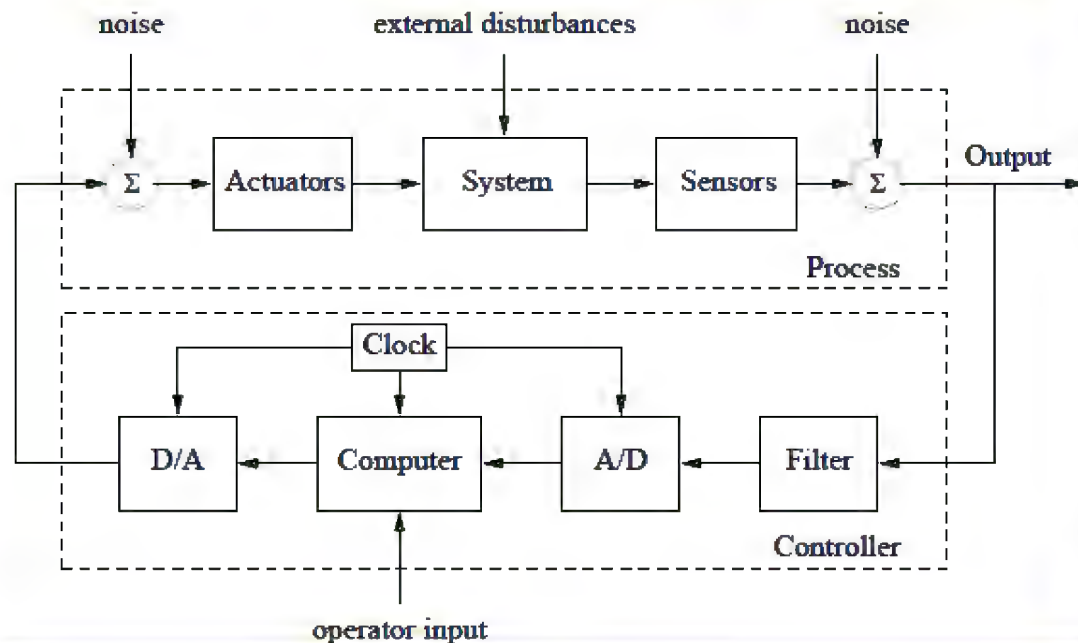 noise
external disturbances
noise
Output
Σ
Actuators
System
Sensors
Σ
Process
Clock
D/A
Computer
A/D
Filter
Controller
operator input